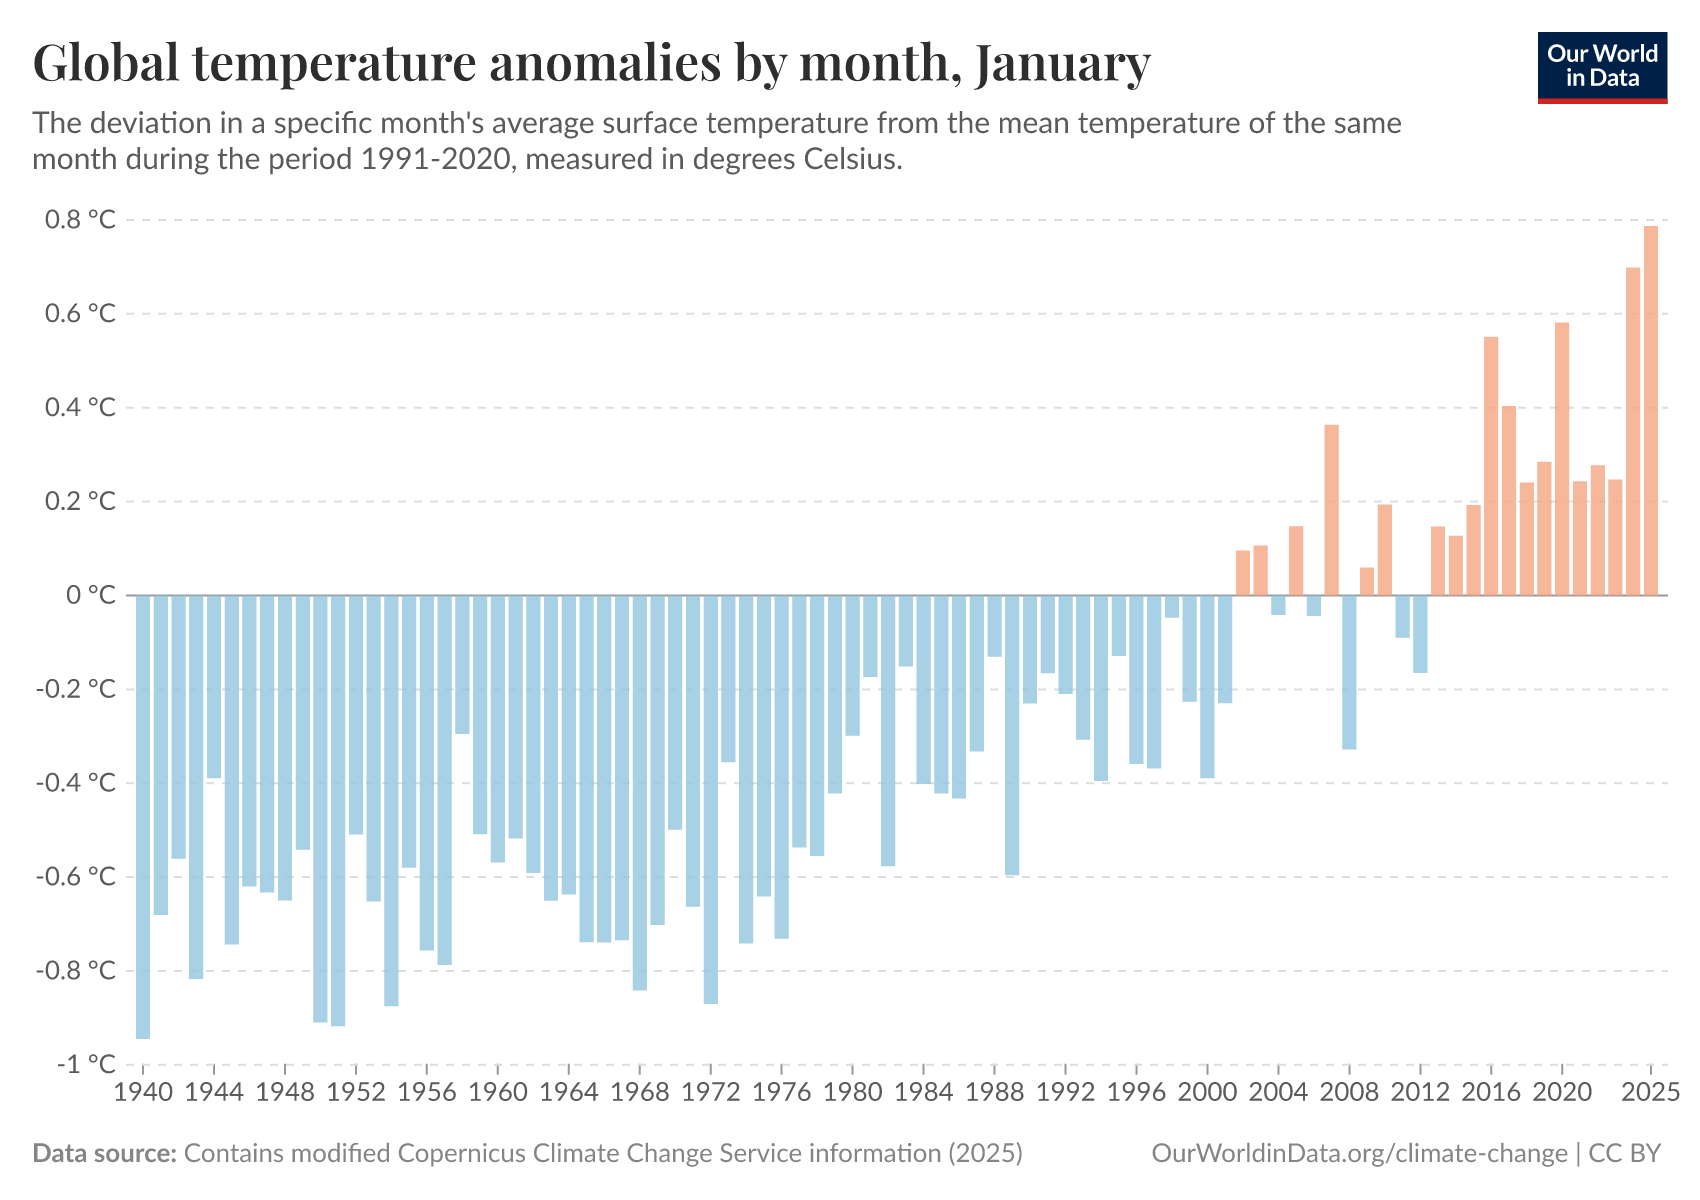 Global temperature anomalies by month, January
Our World
in Data
The deviation in a specific month's average surface temperature from the mean temperature of the same
month during the period 1991-2020, measured in degrees Celsius.
0.8 °C
0.6 °C
0.4 °C
0.2 °C
0 °C
-0.2 °C
-0.4 °C
-0.6 °C
-0.8 °C
-1 °C
1940 1944 1948 1952 1956 1960 1964 1968 1972 1976 1980 1984 1988 1992 1996 2000 2004 2008 2012 2016 2020 2025
Data source: Contains modified Copernicus Climate Change Service information (2025)
OurWorldinData.org/climate-change | CC BY